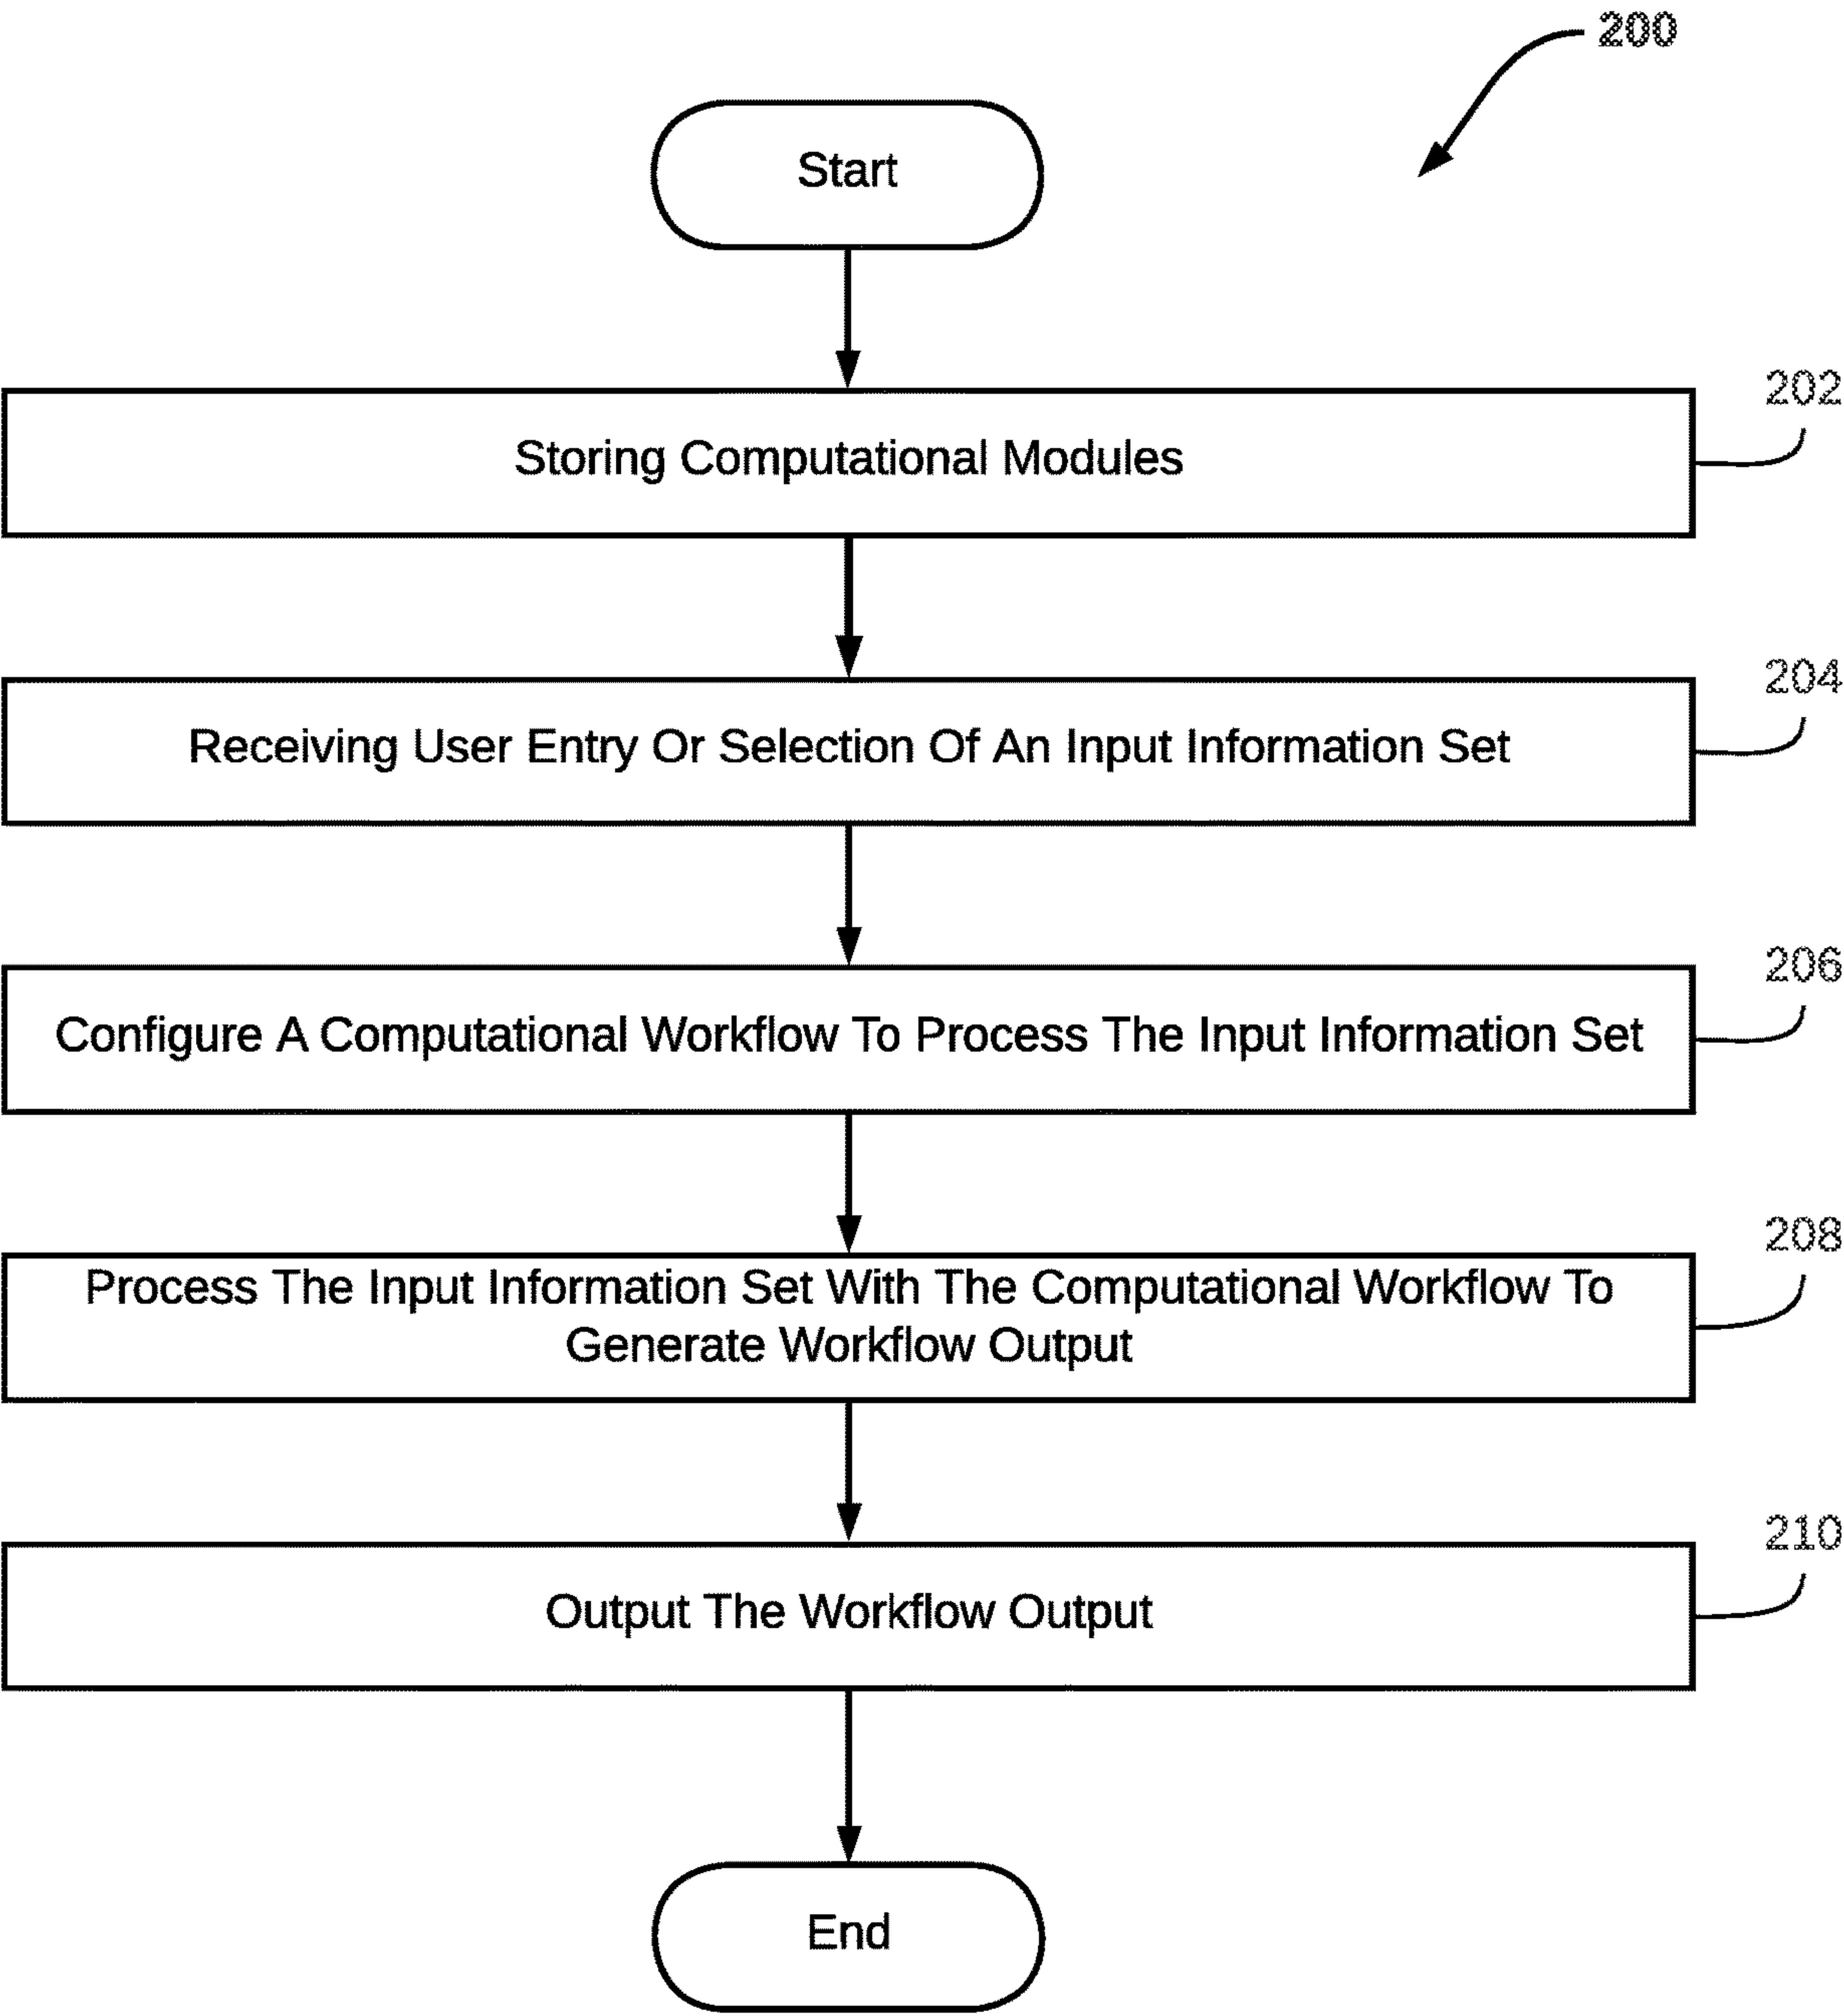 200
Start
202
Storing Computational Modules
204
Receiving User Entry Or Selection Of An Input Information Set
206
Configure A Computational Workflow To Process The Input Information Set
208
Process The Input Information Set With The Computational Workflow To
Generate Workflow Output
210
Output The Workflow Output
End